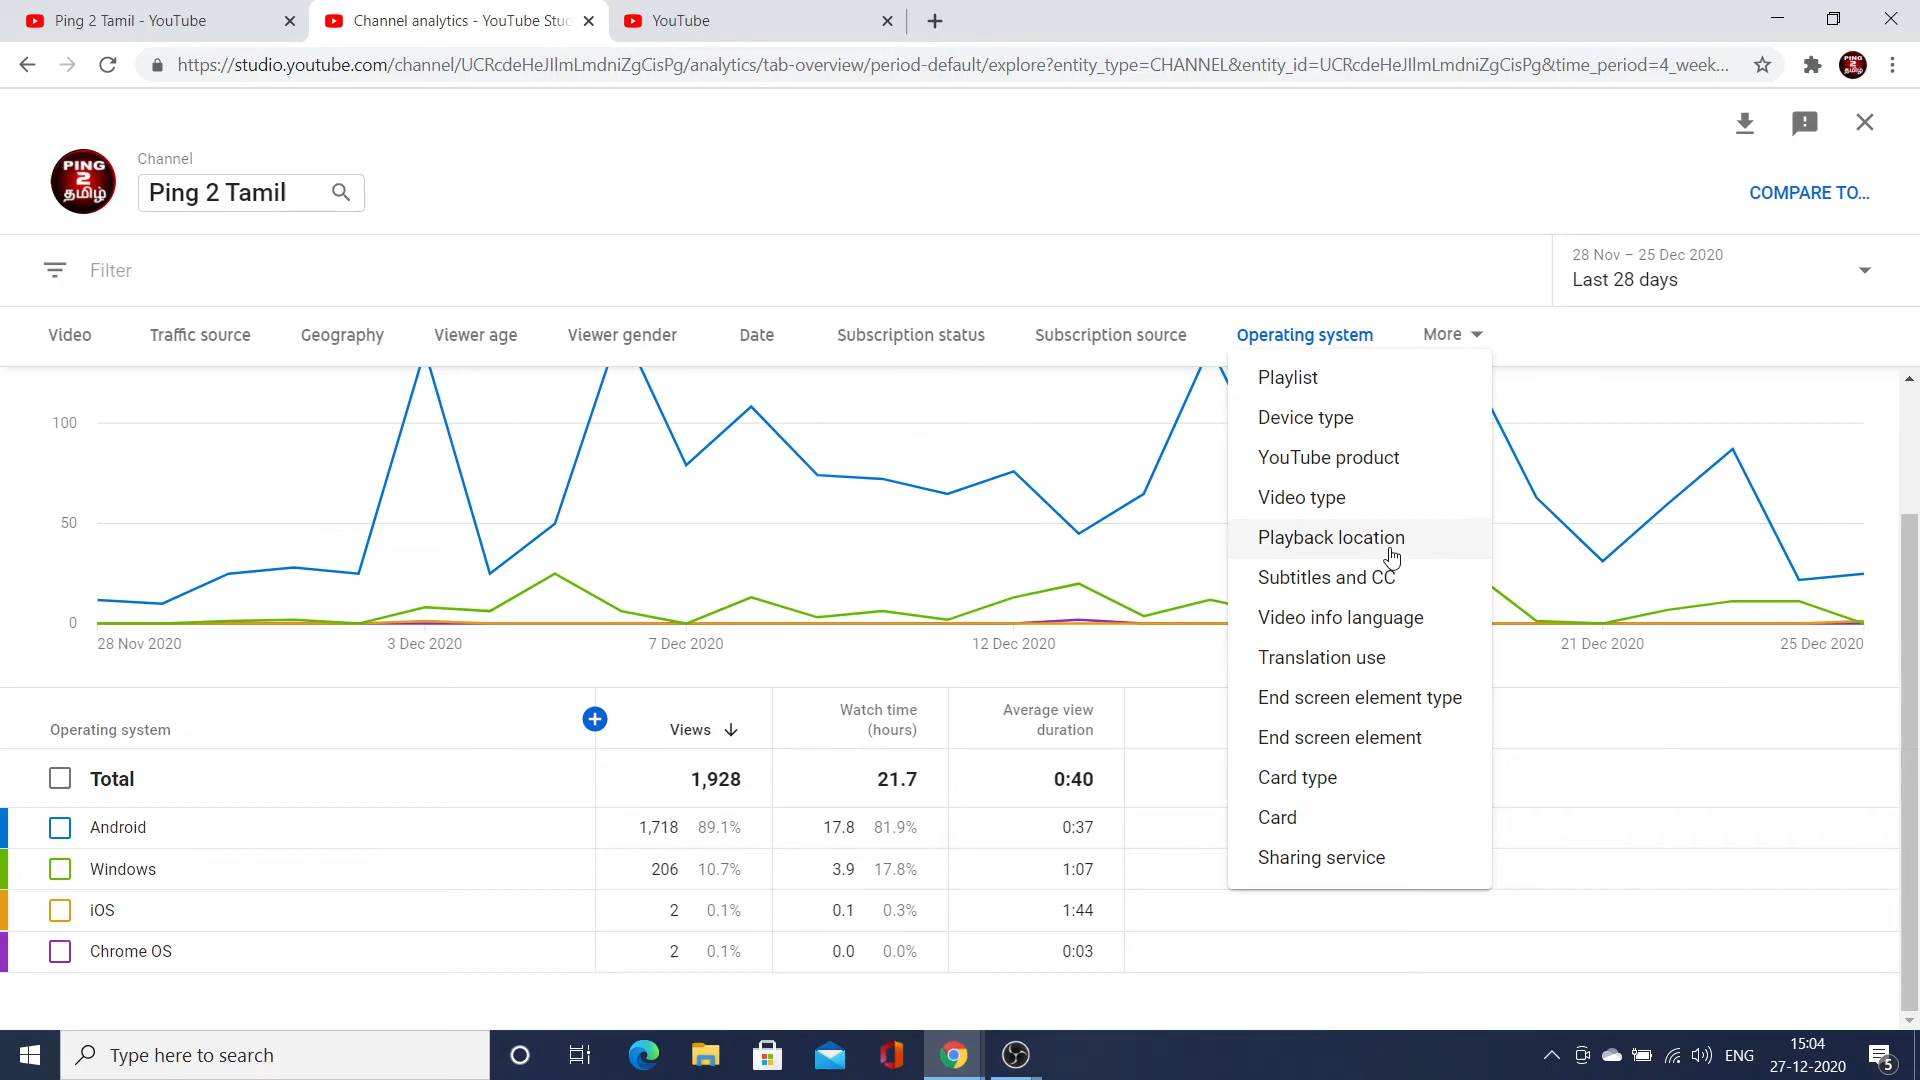 Ping 2 Tamil - YouTube
Channel analytics - YouTube Stud
YouTube
https://studio.youtube.com/channel/UCRcdeHeJIlmLmdniZgCisPg/analytics/tab-overview/period-default/explore?entity_type=CHANNEL&entity_id=UCRcdeHeJIlmLmdniZgCisPg&time_period=4_week...
PING
2
தமிழ்
Channel
PING
2
தமிழ்
Ping 2 Tamil
COMPARE TO...
Filter
28 Nov – 25 Dec 2020
Last 28 days
Video Traffic source Geography Viewer age Viewer gender Date Subscription status Subscription source Operating system More
Playlist
Device type
YouTube product
Video type
Playback location
Subtitles and CC
Video info language
Translation use
End screen element type
End screen element
Card type
Card
Sharing service
100
50
0
28 Nov 2020 3 Dec 2020 7 Dec 2020 12 Dec 2020 21 Dec 2020 25 Dec 2020
Operating system Views Watch time (hours) Average view duration
Total 1,928 21.7 0:40
Android 1,718 89.1% 17.8 81.9% 0:37
Windows 206 10.7% 3.9 17.8% 1:07
iOS 2 0.1% 0.1 0.3% 1:44
Chrome OS 2 0.1% 0.0 0.0% 0:03
Type here to search
ENG
15:04
27-12-2020
5